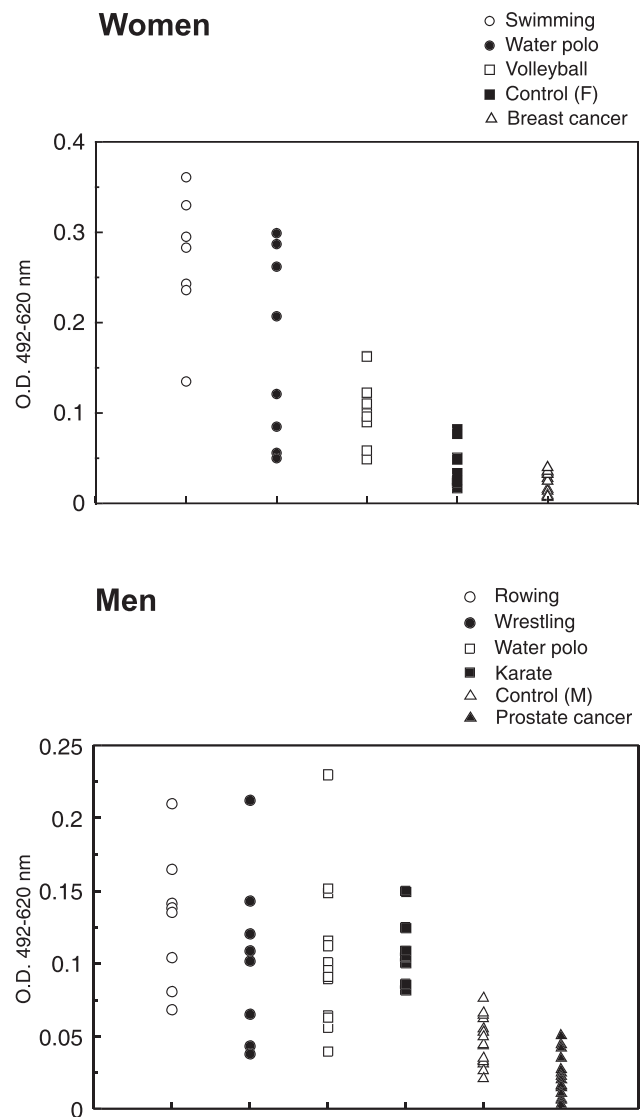 Women
Swimming
Water polo
Volleyball
Control (F)
Breast cancer
0.4
0.3
0.2
0.1
0
O.D. 492-620 nm
Men
Rowing
Wrestling
Water polo
Karate
Control (M)
Prostate cancer
0.25
0.2
0.15
0.1
0.05
0
O.D. 492-620 nm